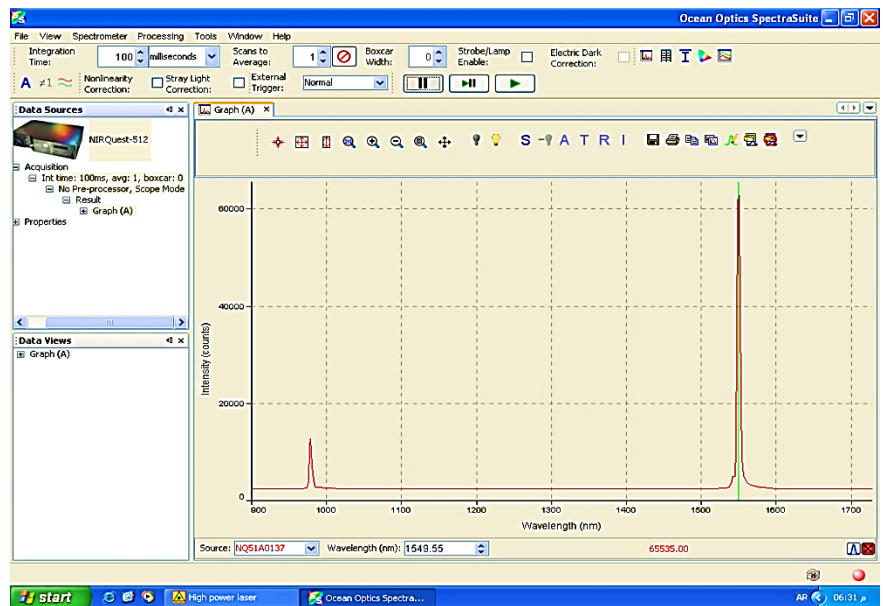 Ocean Optics SpectraSuite
File View Spectrometer Processing Tools Window Help
Integration Time: 100 miliseconds Scans to Average: 1 Boxcar Width: 0 Strobe/Lamp Enable: Electric Dark Correction:
A ≠1 Nonlinearity Correction: Stray Light Correction: External Trigger: Normal
Data Sources
Graph (A)
NIRQuest-512
S A T R I
Acquisition
Int time: 100ms, avg: 1, boxcar: 0
No Pre-processor, Scope Mode
Result
Graph (A)
Properties
Data Views
Graph (A)
60000
40000
20000
0
Intensity (counts)
900 1000 1100 1200 1300 1400 1500 1600 1700
Wavelength (nm)
Source: NQ51A0137 Wavelength (nm): 1549.55 65535.00
start High power laser Ocean Optics Spectra... AR 06:31 م